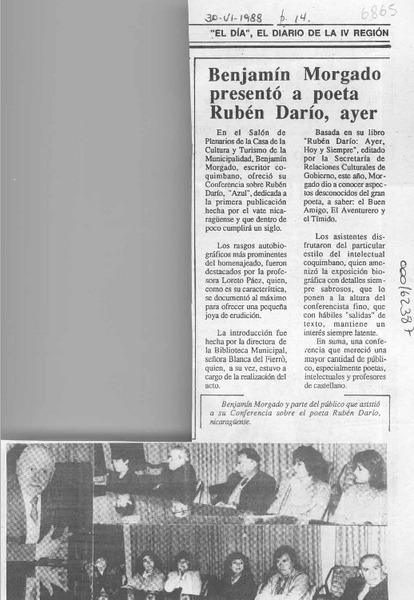 30-VI-1988 p. 14.
6865
"EL DÍA", EL DIARIO DE LA IV REGIÓN
Benjamín Morgado
presentó a poeta
Rubén Darío, ayer
En el Salón de
Plenarios de la Casa de la
Cultura y Turismo de la
Municipalidad, Benjamín
Morgado, escritor co-
quimbano, ofreció su
Conferencia sobre Rubén
Darío, "Azul", dedicada a
la primera publicación
hecha por el vate nica-
ragüense y que dentro de
poco cumplirá un siglo.
Los rasgos autobio-
gráficos más prominentes
del homenajeado, fueron
destacados por la profe-
sora Loreto Páez, quien,
como es su característica,
se documentó al máximo
para ofrecer una pequeña
joya de erudición.
La introducción fue
hecha por la directora de
la Biblioteca Municipal,
señora Blanca del Fierro,
quien, a su vez, estuvo a
cargo de la realización del
acto.
Basada en su libro
"Rubén Darío: Ayer,
Hoy y Siempre", editado
por la Secretaría de
Relaciones Culturales de
Gobierno, este año, Mor-
gado dio a conocer aspec-
tos desconocidos del gran
poeta, a saber: el Buen
Amigo, El Aventurero y
el Tímido.
Los asistentes dis-
frutaron del particular
estilo del intelectual
coquimbano, quien ame-
nizó la exposición bio-
gráfica con detalles siem-
pre sabrosos, que lo
ponen a la altura del
conferencista fino, que
con hábiles "salidas" de
texto, mantiene un
interés siempre latente.
En suma, una confe-
rencia que mereció una
mayor cantidad de públi-
co, especialmente poetas,
intelectuales y profesores
de castellano.
Benjamín Morgado y parte del público que asistió
a su Conferencia sobre el poeta Rubén Darío,
nicaragüense.
000162387